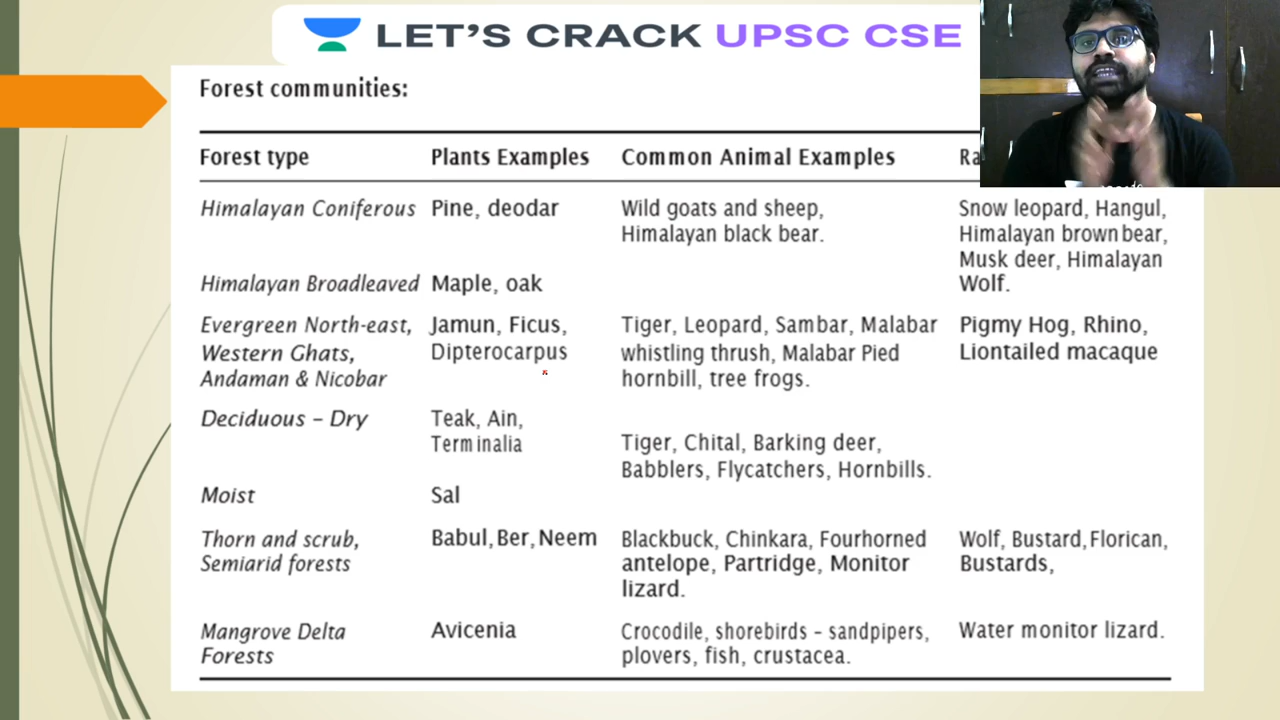 LET'S CRACK UPSC CSE
Forest communities:
Forest type Plants Examples Common Animal Examples Ra
Himalayan Coniferous Pine, deodar Wild goats and sheep, Snow leopard, Hangul,
Himalayan black bear. Himalayan brown bear,
Musk deer, Himalayan
Himalayan Broadleaved Maple, oak Wolf.
Evergreen North-east, Jamun, Ficus, Tiger, Leopard, Sambar, Malabar Pigmy Hog, Rhino,
Western Ghats, Dipterocarpus whistling thrush, Malabar Pied Liontailed macaque
Andaman & Nicobar hornbill, tree frogs.
Deciduous – Dry Teak, Ain,
Terminalia Tiger, Chital, Barking deer,
Babblers, Flycatchers, Hornbills.
Moist Sal
Thorn and scrub, Babul, Ber, Neem Blackbuck, Chinkara, Fourhorned Wolf, Bustard, Florican,
Semiarid forests antelope, Partridge, Monitor Bustards,
lizard.
Mangrove Delta Avicenia Crocodile, shorebirds – sandpipers, Water monitor lizard.
Forests plovers, fish, crustacea.